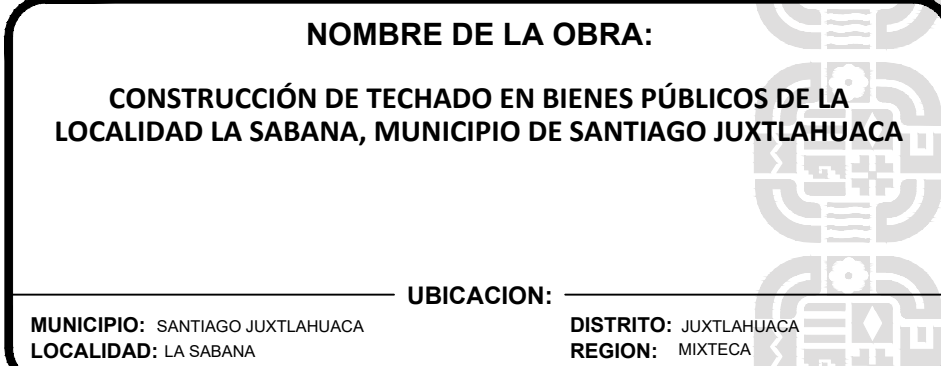 NOMBRE DE LA OBRA:
CONSTRUCCIÓN DE TECHADO EN BIENES PÚBLICOS DE LA
LOCALIDAD LA SABANA, MUNICIPIO DE SANTIAGO JUXTLAHUACA
UBICACION:
MUNICIPIO: SANTIAGO JUXTLAHUACA DISTRITO: JUXTLAHUACA
LOCALIDAD: LA SABANA REGION: MIXTECA